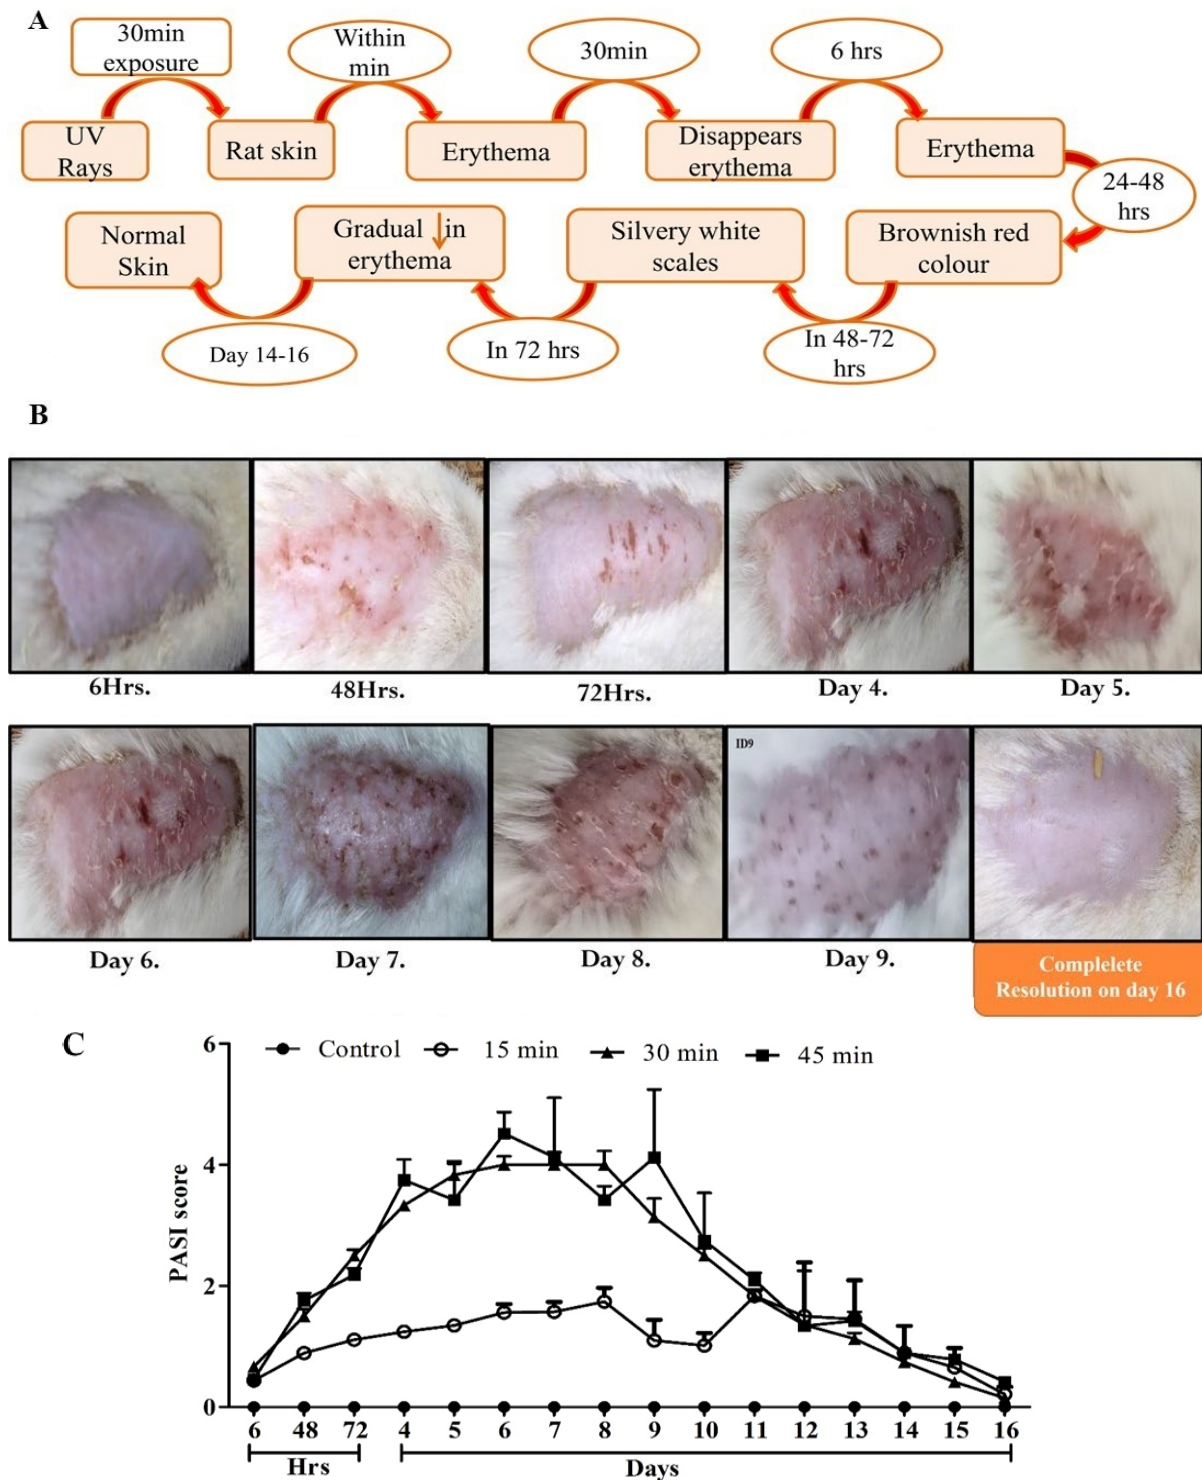 A
30min
exposure
Within
min
30min
6 hrs
UV
Rays
Rat skin
Erythema
Disappears
erythema
Erythema
24-48
hrs
Normal
Skin
Gradual ↓in
erythema
Silvery white
scales
Brownish red
colour
Day 14-16
In 72 hrs
In 48-72
hrs
B
6Hrs.
48Hrs.
72Hrs.
Day 4.
Day 5.
ID9
Day 6.
Day 7.
Day 8.
Day 9.
Complelete
Resolution on day 16
C
Control
15 min
30 min
45 min
PASI score
6
4
2
0
6 48 72 4 5 6 7 8 9 10 11 12 13 14 15 16
Hrs
Days